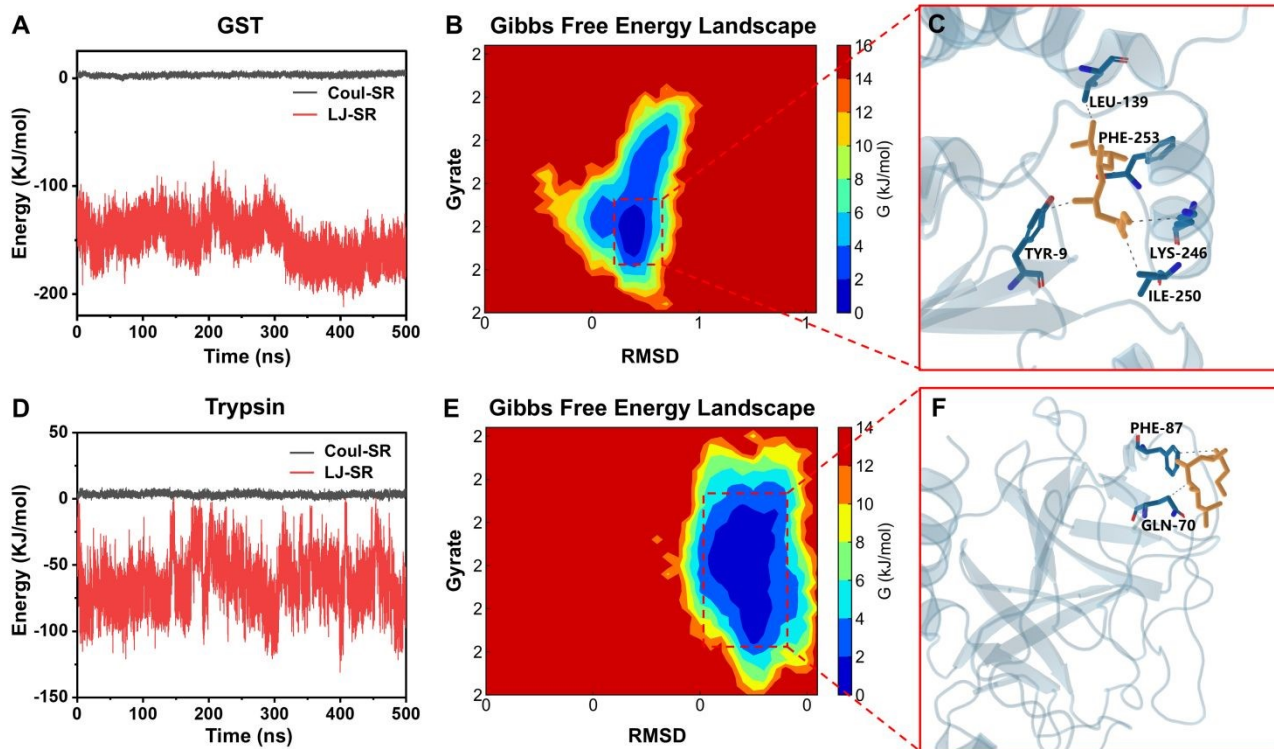 A
GST
Energy (KJ/mol)
0
-100
-200
Coul-SR
LJ-SR
0 100 200 300 400 500
Time (ns)
B
Gibbs Free Energy Landscape
Gyrate
2
2
2
2
2
2
2
0 0 1 1
RMSD
16
14
12
10
8
6
4
2
0
G (kJ/mol)
C
LEU-139
PHE-253
TYR-9
LYS-246
ILE-250
D
Trypsin
Energy (KJ/mol)
50
0
-50
-100
-150
Coul-SR
LJ-SR
0 100 200 300 400 500
Time (ns)
E
Gibbs Free Energy Landscape
Gyrate
2
2
2
2
2
2
2
0 0 0 0
RMSD
14
12
10
8
6
4
2
0
G (kJ/mol)
F
PHE-87
GLN-70